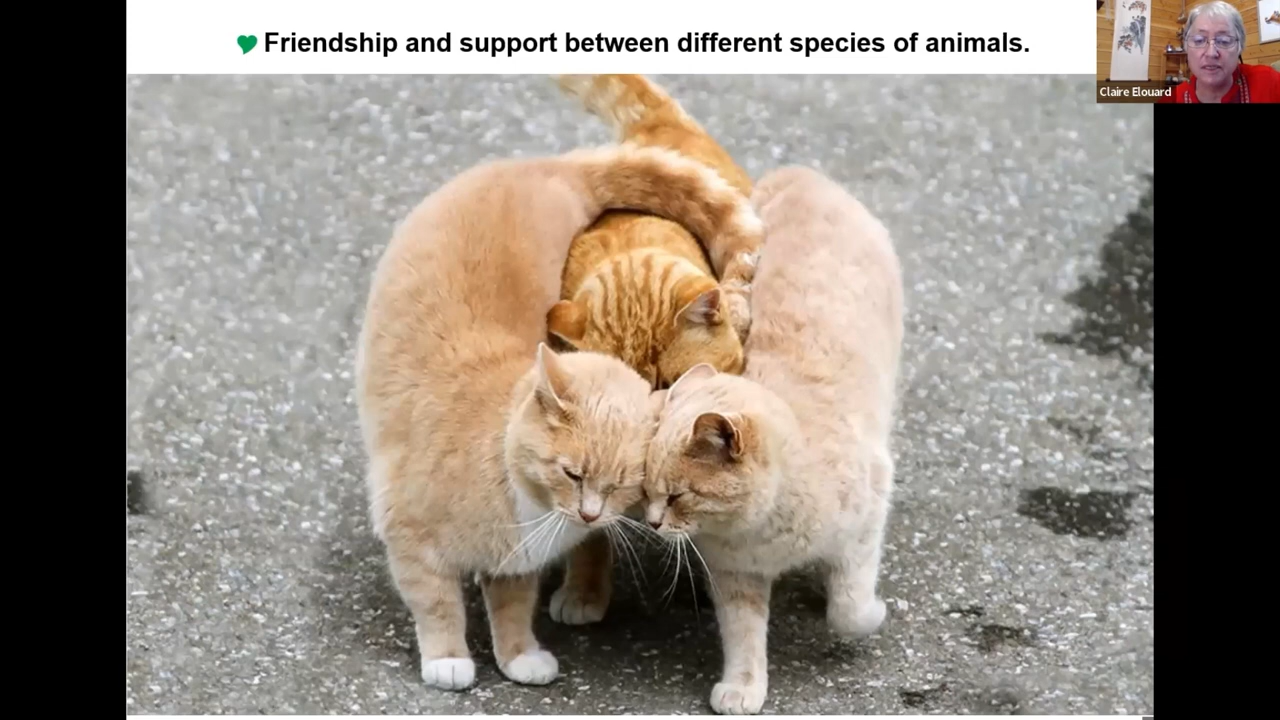 Friendship and support between different species of animals.
Claire Elouard